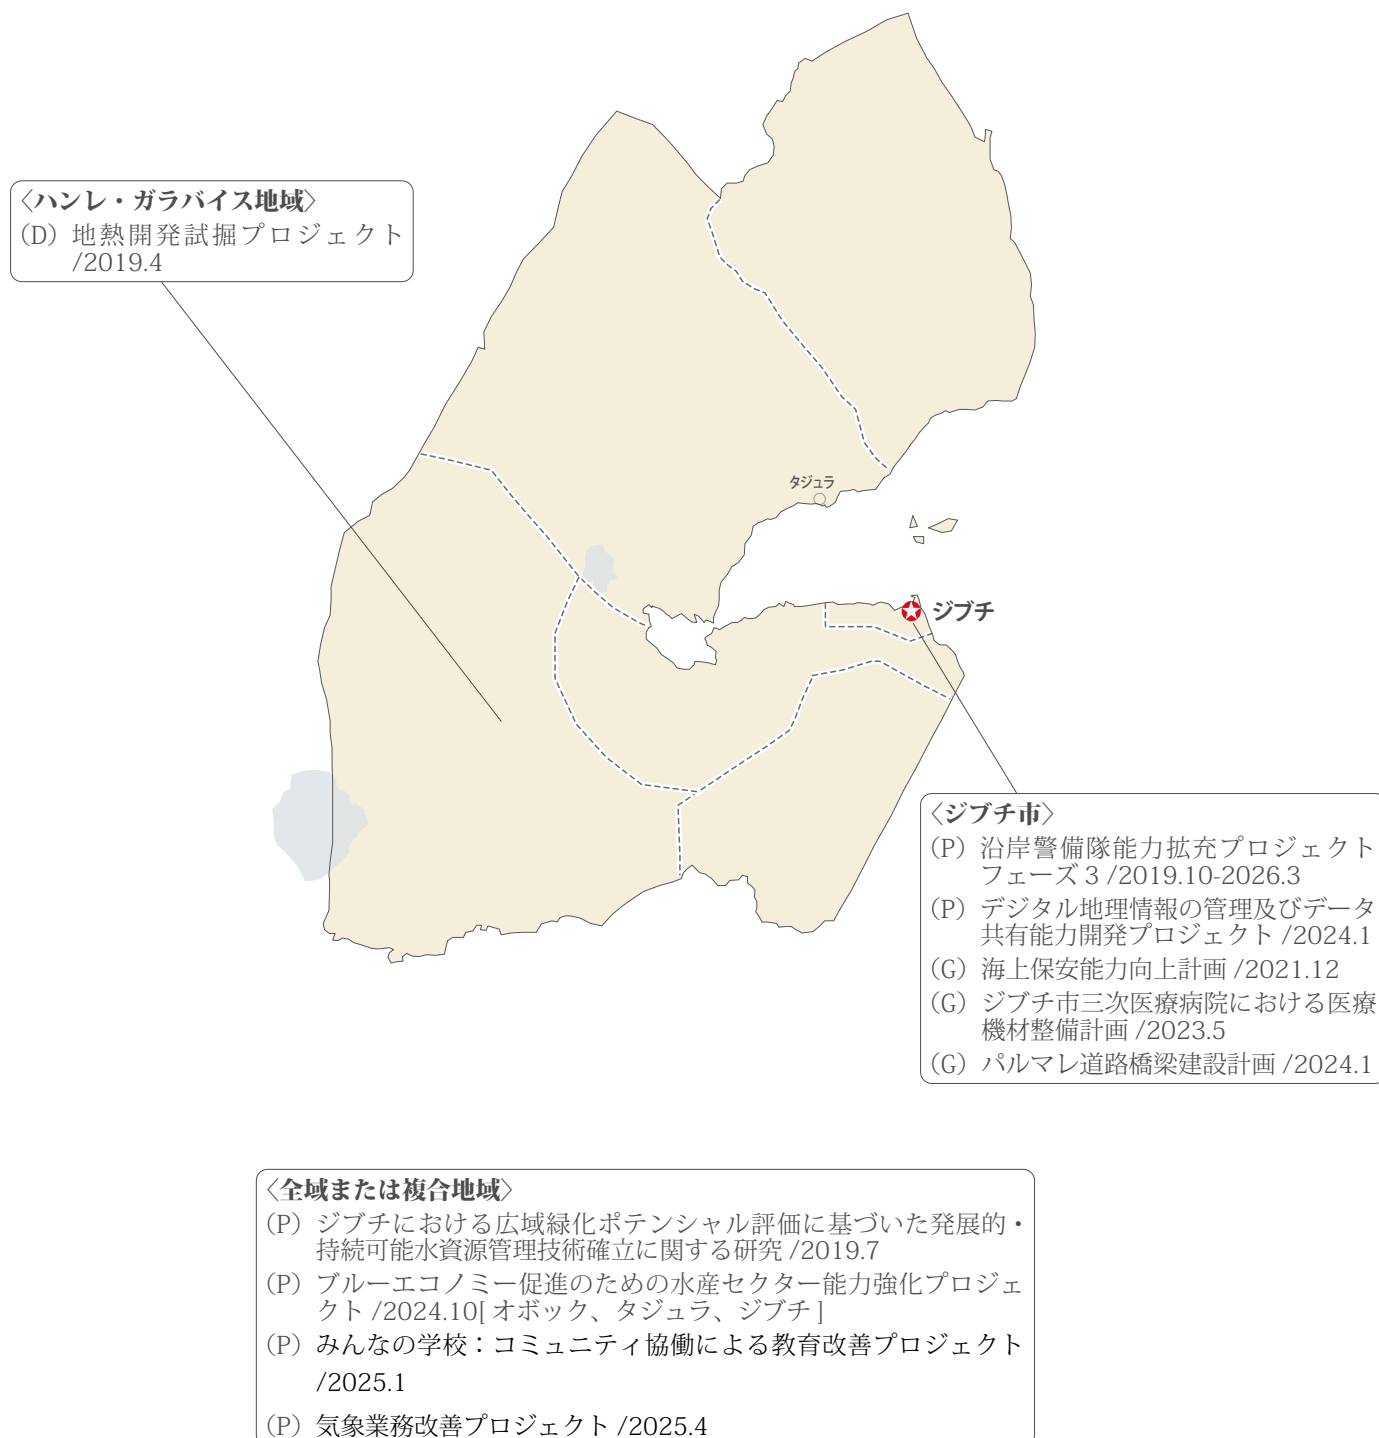 〈ハンレ・ガラバイス地域〉
(D) 地熱開発試掘プロジェクト
/2019.4
タジュラ
ジブチ
〈ジブチ市〉
(P) 沿岸警備隊能力拡充プロジェクト
フェーズ 3 /2019.10-2026.3
(P) デジタル地理情報の管理及びデータ
共有能力開発プロジェクト /2024.1
(G) 海上保安能力向上計画 /2021.12
(G) ジブチ市三次医療病院における医療
機材整備計画 /2023.5
(G) パルマレ道路橋梁建設計画 /2024.1
〈全域または複合地域〉
(P) ジブチにおける広域緑化ポテンシャル評価に基づいた発展的・
持続可能水資源管理技術確立に関する研究 /2019.7
(P) ブルーエコノミー促進のための水産セクター能力強化プロジェ
クト /2024.10[ オボック、タジュラ、ジブチ ]
(P) みんなの学校：コミュニティ協働による教育改善プロジェクト
/2025.1
(P) 気象業務改善プロジェクト /2025.4